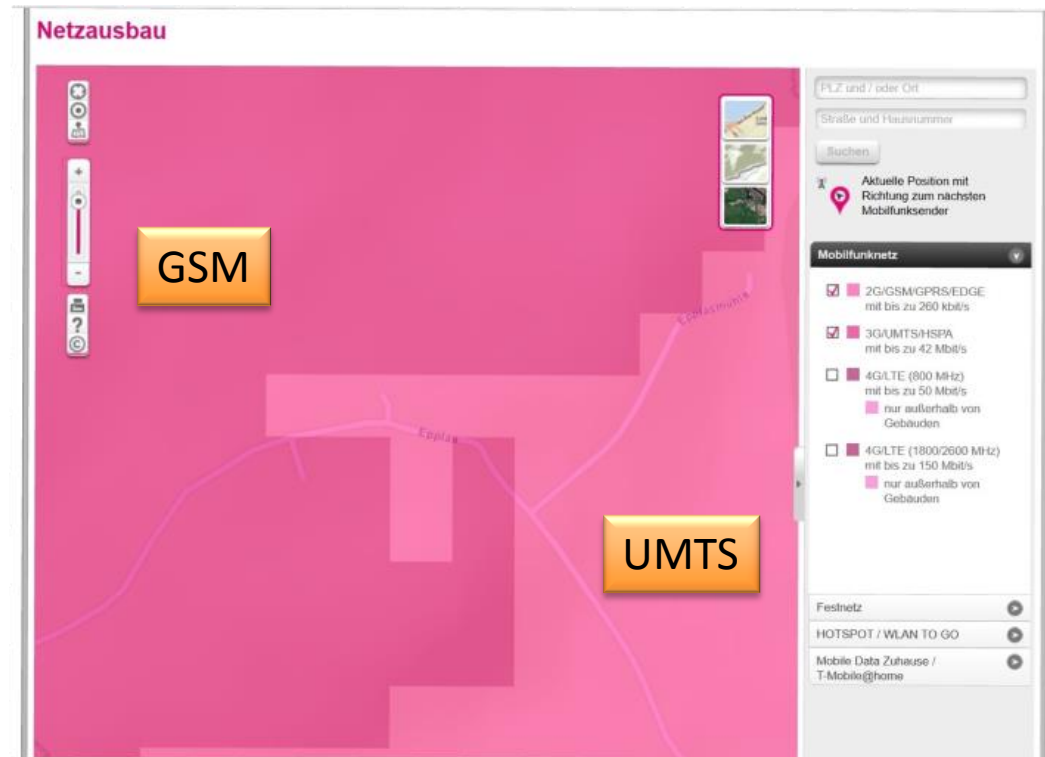 Netzausbau
GSM
Epplasmühle
Epplas
UMTS
+
-
?
©
PLZ und / oder Ort
Straße und Hausnummer
Suchen
Aktuelle Position mit
Richtung zum nächsten
Mobilfunksender
Mobilfunknetz
2G/GSM/GPRS/EDGE
mit bis zu 260 kbit/s
3G/UMTS/HSPA
mit bis zu 42 Mbit/s
4G/LTE (800 MHz)
mit bis zu 50 Mbit/s
nur außerhalb von
Gebäuden
4G/LTE (1800/2600 MHz)
mit bis zu 150 Mbit/s
nur außerhalb von
Gebäuden
Festnetz
HOTSPOT / WLAN TO GO
Mobile Data Zuhause /
T-Mobile@home